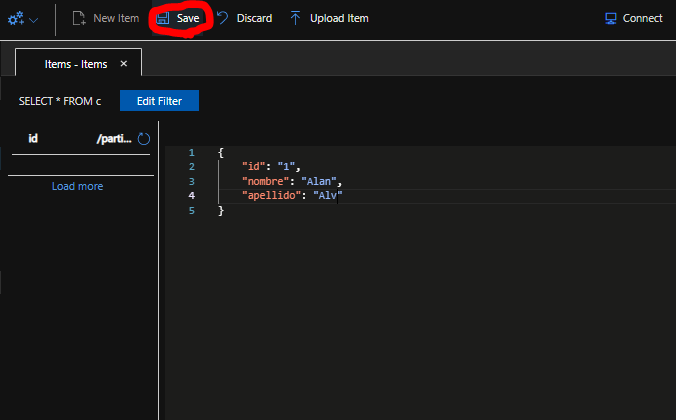 New Item Save Discard Upload Item Connect
Items - Items ×
SELECT * FROM c Edit Filter
id /parti...
Load more
1 {
2 "id": "1",
3 "nombre": "Alan",
4 "apellido": "Alv"
5 }